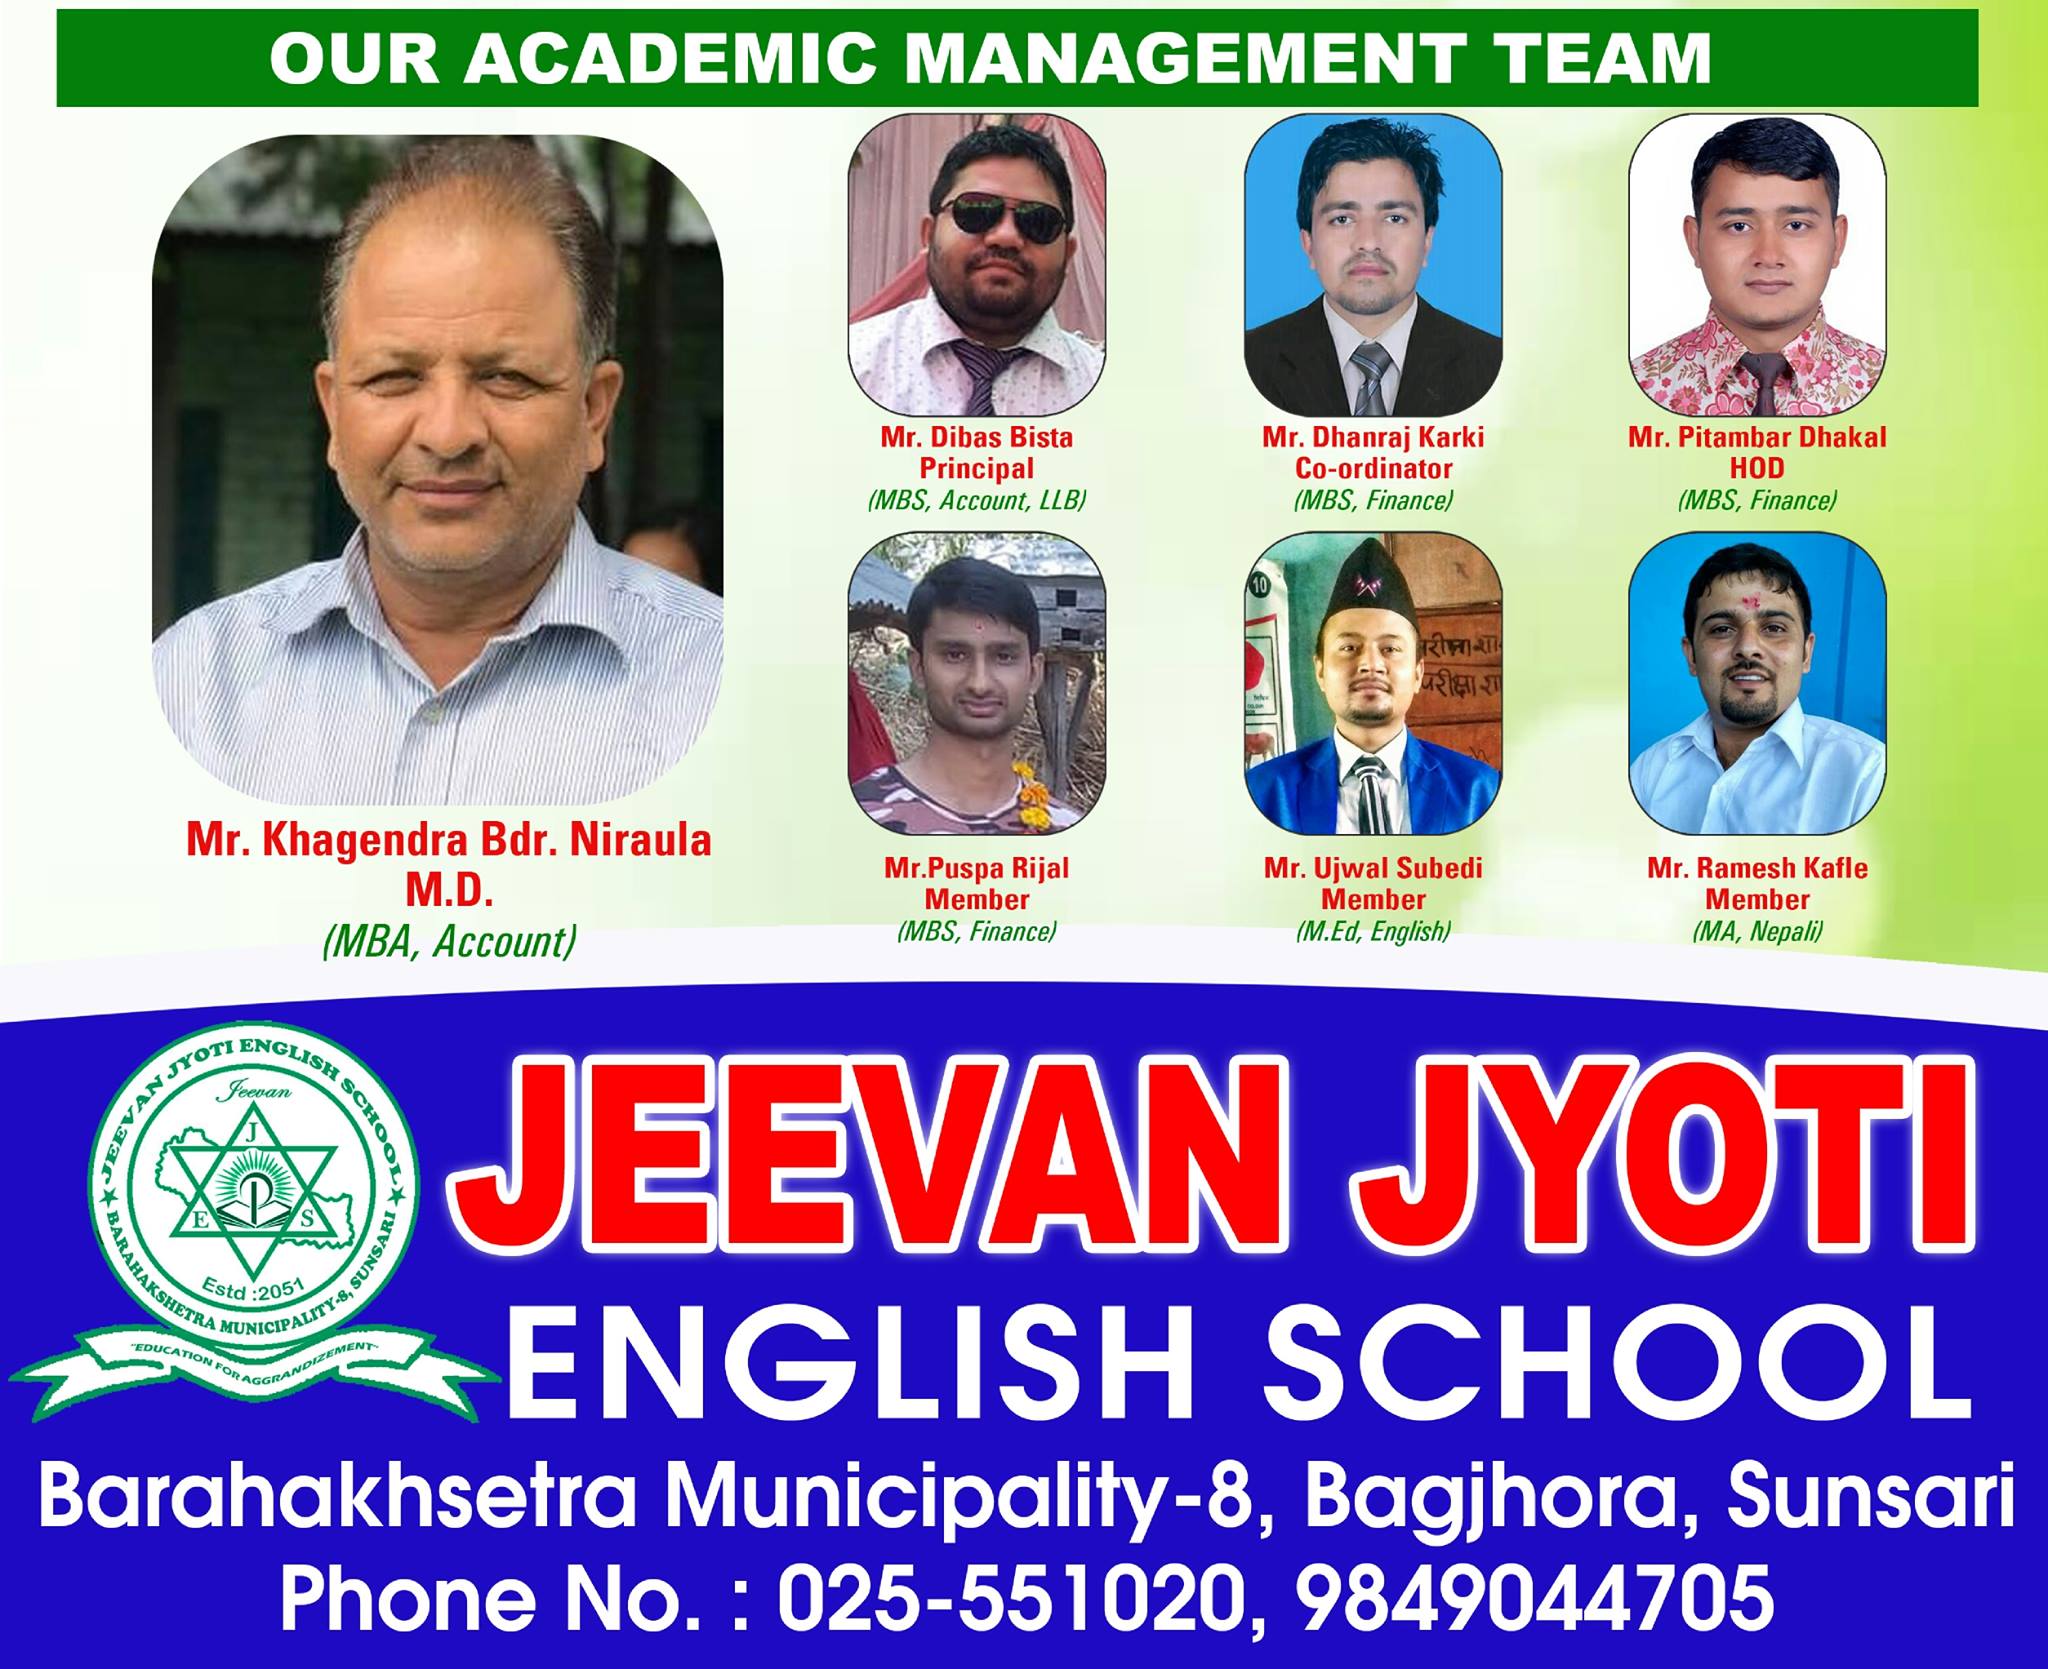 OUR ACADEMIC MANAGEMENT TEAM
Mr. Khagendra Bdr. Niraula
M.D.
(MBA, Account)
Mr. Dibas Bista
Principal
(MBS, Account, LLB)
Mr. Dhanraj Karki
Co-ordinator
(MBS, Finance)
Mr. Pitambar Dhakal
HOD
(MBS, Finance)
Mr.Puspa Rijal
Member
(MBS, Finance)
10
परीक्षा
Mr. Ujwal Subedi
Member
(M.Ed, English)
Mr. Ramesh Kafle
Member
(MA, Nepali)
JEEVAN JYOTI ENGLISH SCHOOL
Jeevan
J
E S
Estd :2051
BARAHAKSHETRA MUNICIPALITY-8, SUNSARI
"EDUCATION FOR AGGRANDIZEMENT"
JEEVAN JYOTI
ENGLISH SCHOOL
Barahakhsetra Municipality-8, Bagjhora, Sunsari
Phone No. : 025-551020, 9849044705